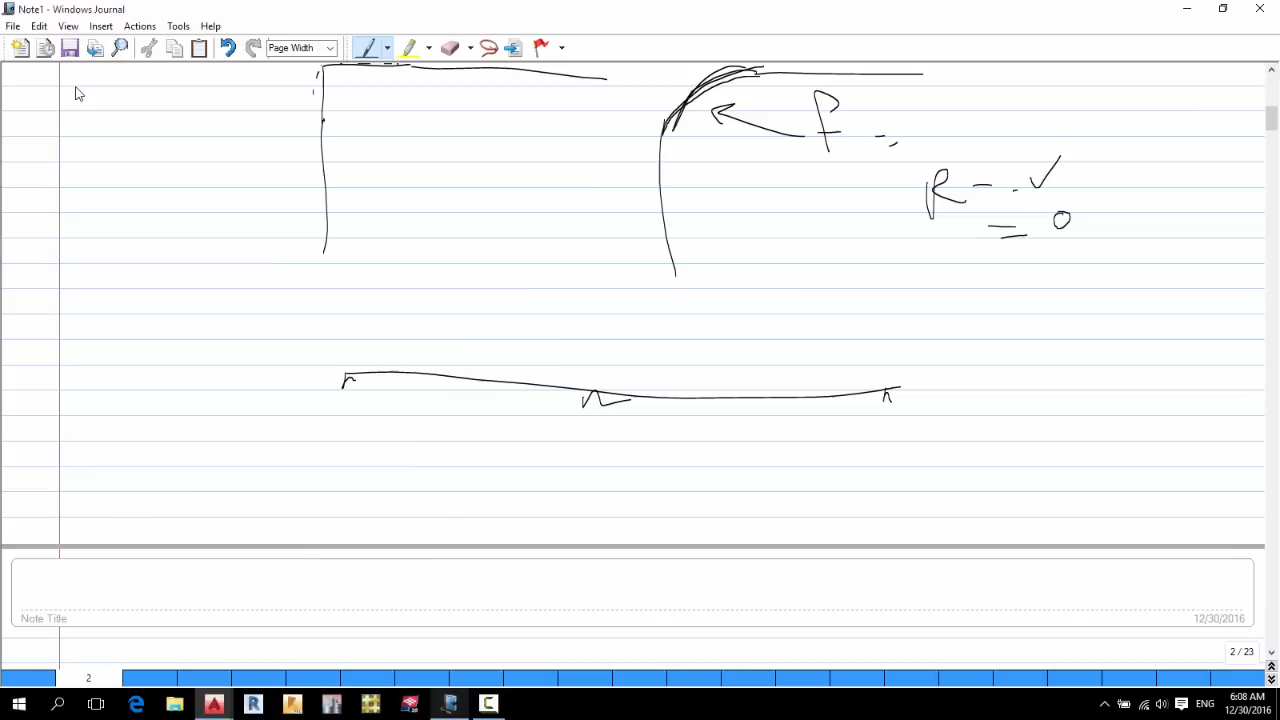 Note1 - Windows Journal
File Edit View Insert Actions Tools Help
Page Width
R - . ✓
= 0
Note Title
12/30/2016
2 / 23
2
ENG
6:08 AM
12/30/2016